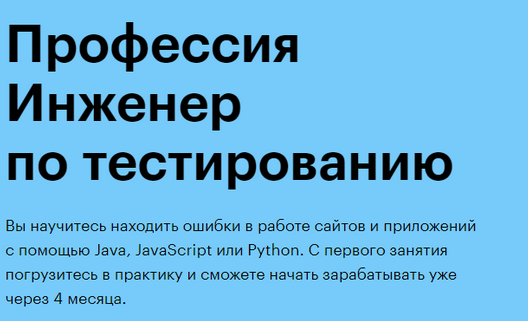 Профессия
Инженер
по тестированию
Вы научитесь находить ошибки в работе сайтов и приложений
с помощью Java, JavaScript или Python. С первого занятия
погрузитесь в практику и сможете начать зарабатывать уже
через 4 месяца.